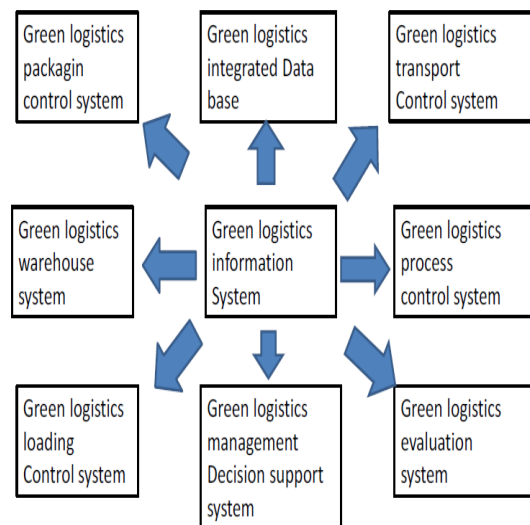 Green logistics
packagin
control system
Green logistics
integrated Data
base
Green logistics
transport
Control system
Green logistics
warehouse
system
Green logistics
information
System
Green logistics
process
control system
Green logistics
loading
Control system
Green logistics
management
Decision support
system
Green logistics
evaluation
system